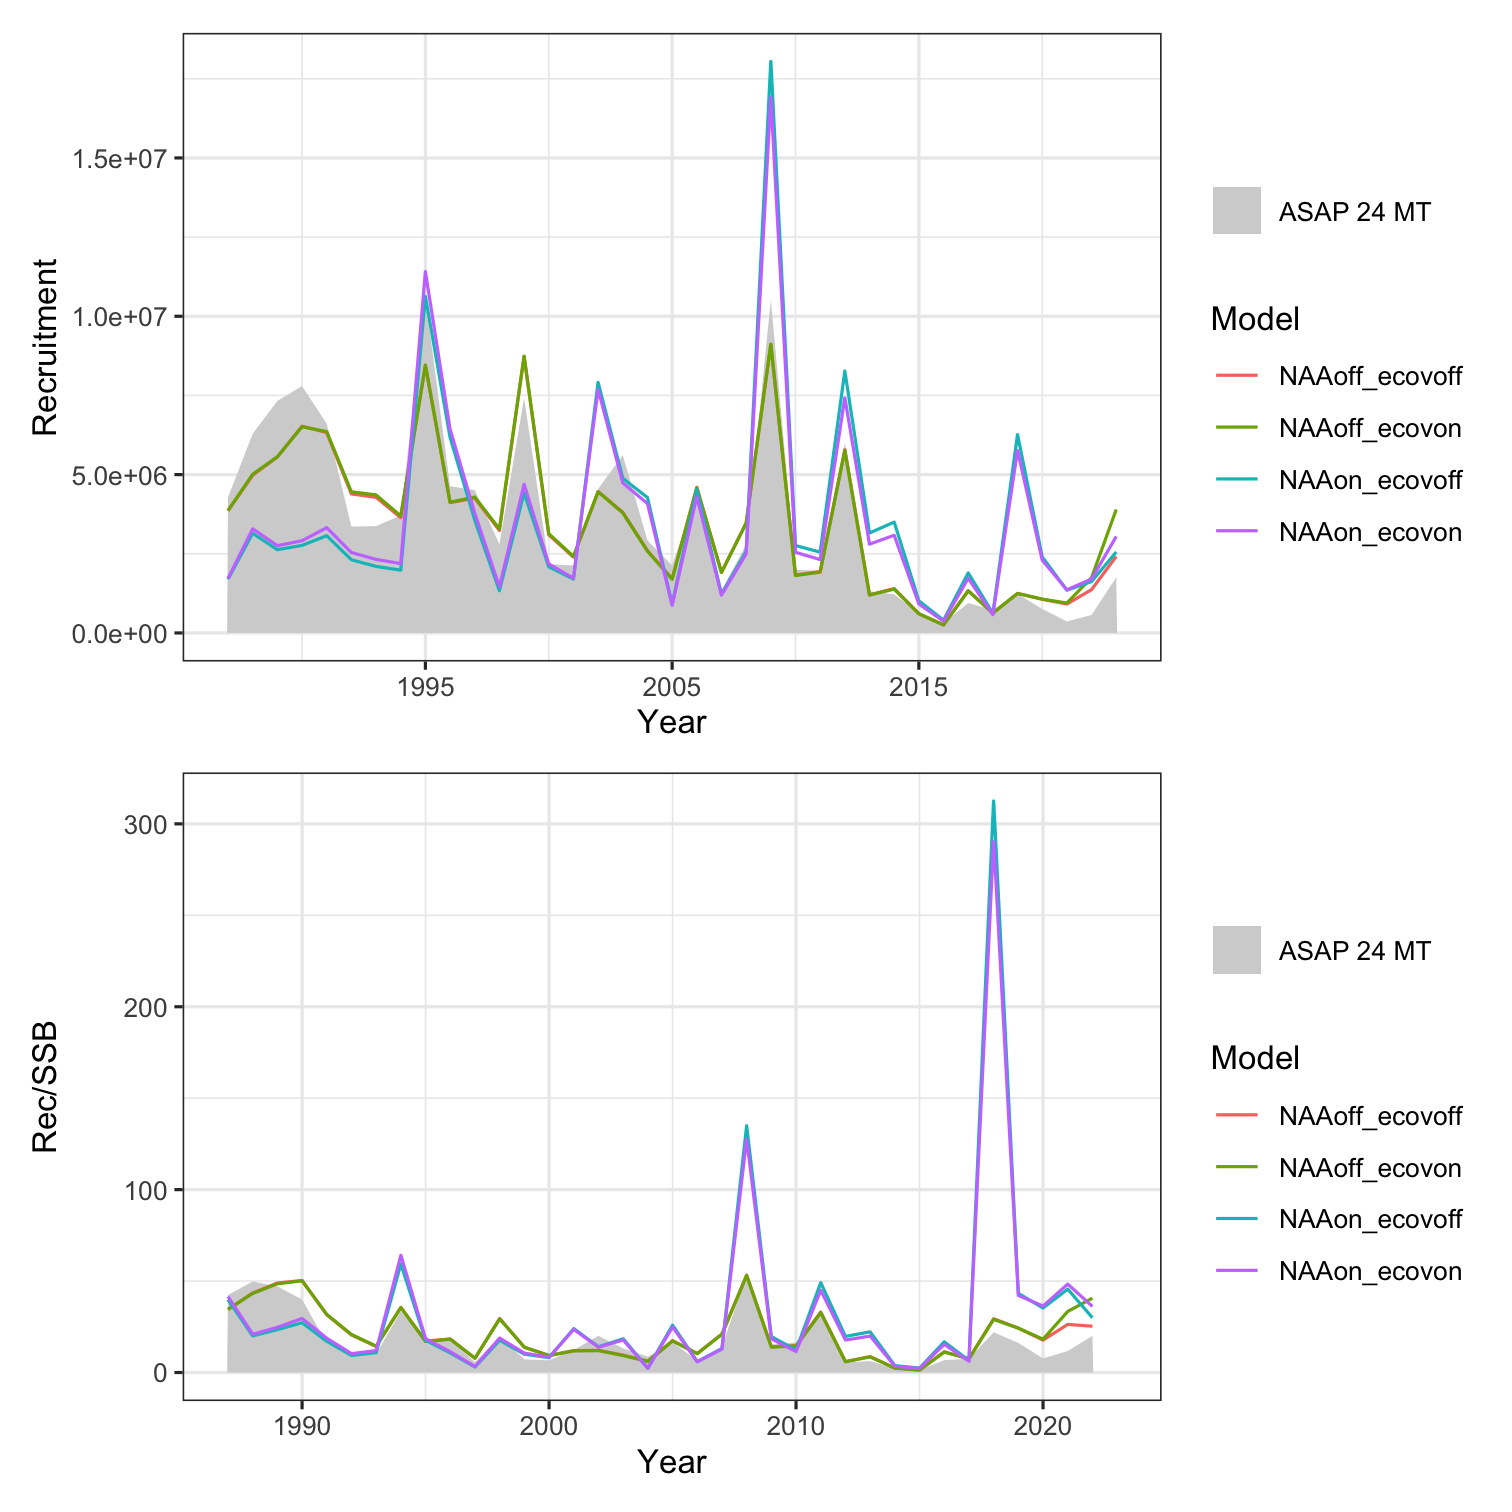 1.5e+07
1.0e+07
5.0e+06
0.0e+00
Recruitment
1995
2005
2015
Year
ASAP 24 MT
Model
NAAoff_ecovoff
NAAoff_ecovon
NAAon_ecovoff
NAAon_ecovon
300
200
100
0
Rec/SSB
1990
2000
2010
2020
Year
ASAP 24 MT
Model
NAAoff_ecovoff
NAAoff_ecovon
NAAon_ecovoff
NAAon_ecovon